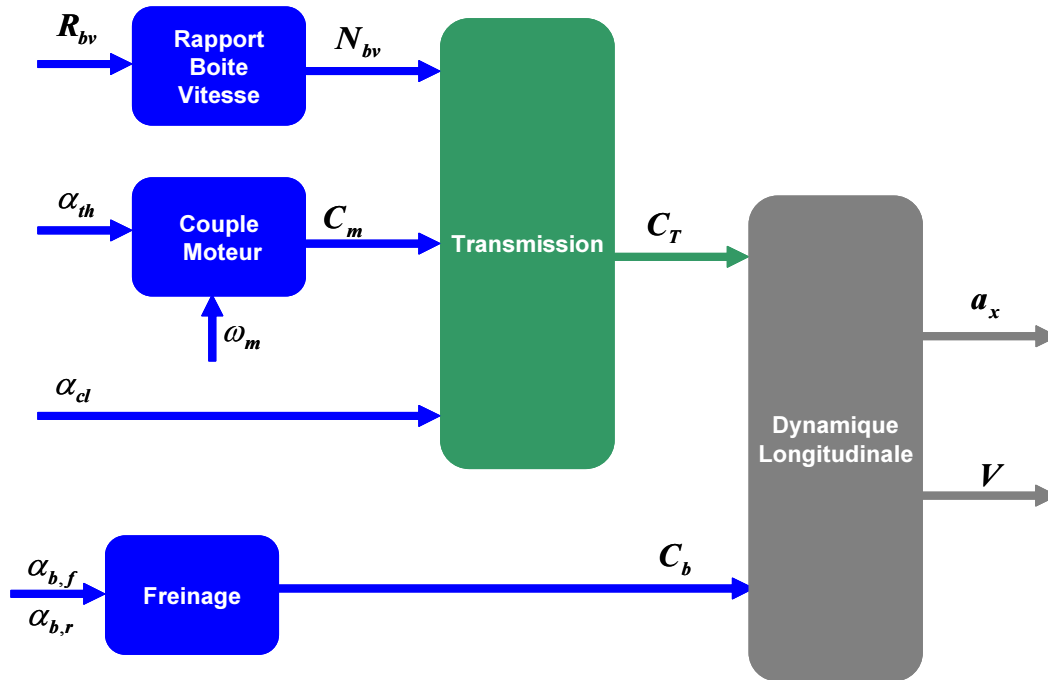 R_bv
Rapport
Boite
Vitesse
N_bv
α_th
Couple
Moteur
C_m
ω_m
α_cl
Transmission
C_T
a_x
Dynamique
Longitudinale
V
α_b,f
α_b,r
Freinage
C_b